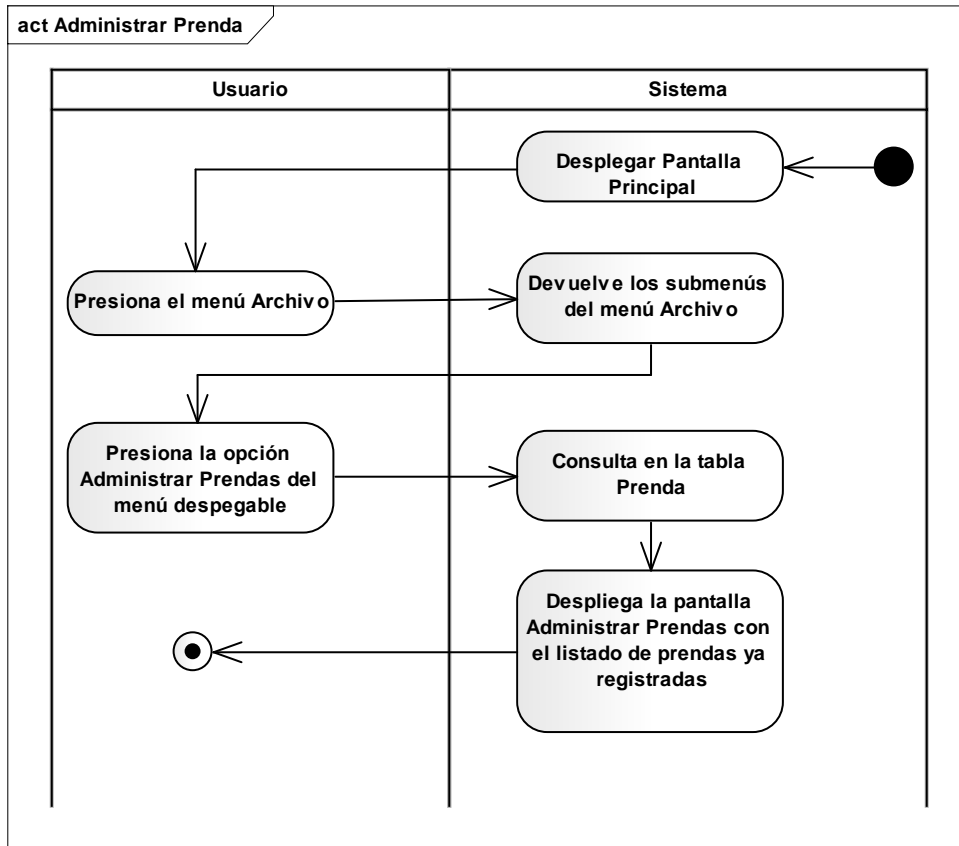 act Administrar Prenda
Usuario
Sistema
Desplegar Pantalla
Principal
Presiona el menú Archivo
Devuelve los submenús
del menú Archivo
Presiona la opción
Administrar Prendas del
menú despegable
Consulta en la tabla
Prenda
Despliega la pantalla
Administrar Prendas con
el listado de prendas ya
registradas